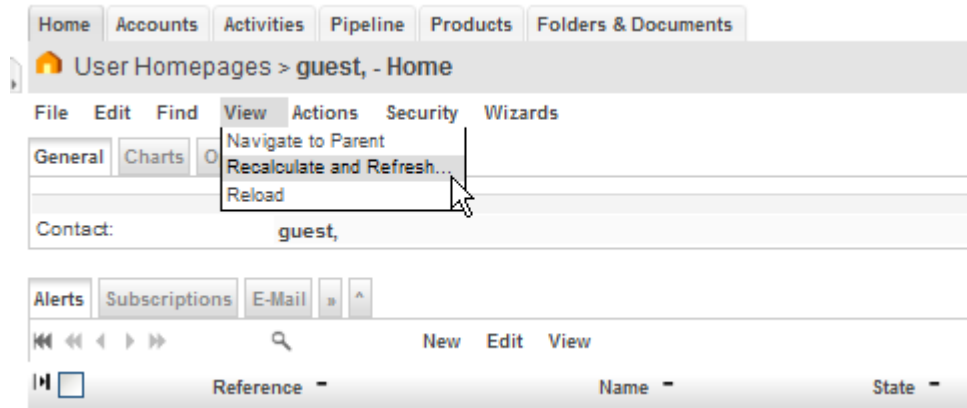 Home Accounts Activities Pipeline Products Folders & Documents
User Homepages > guest, - Home
File Edit Find View Actions Security Wizards
Navigate to Parent
General Charts O
Recalculate and Refresh...
Reload
Contact: guest,
Alerts Subscriptions E-Mail » ^
New Edit View
Reference Name State